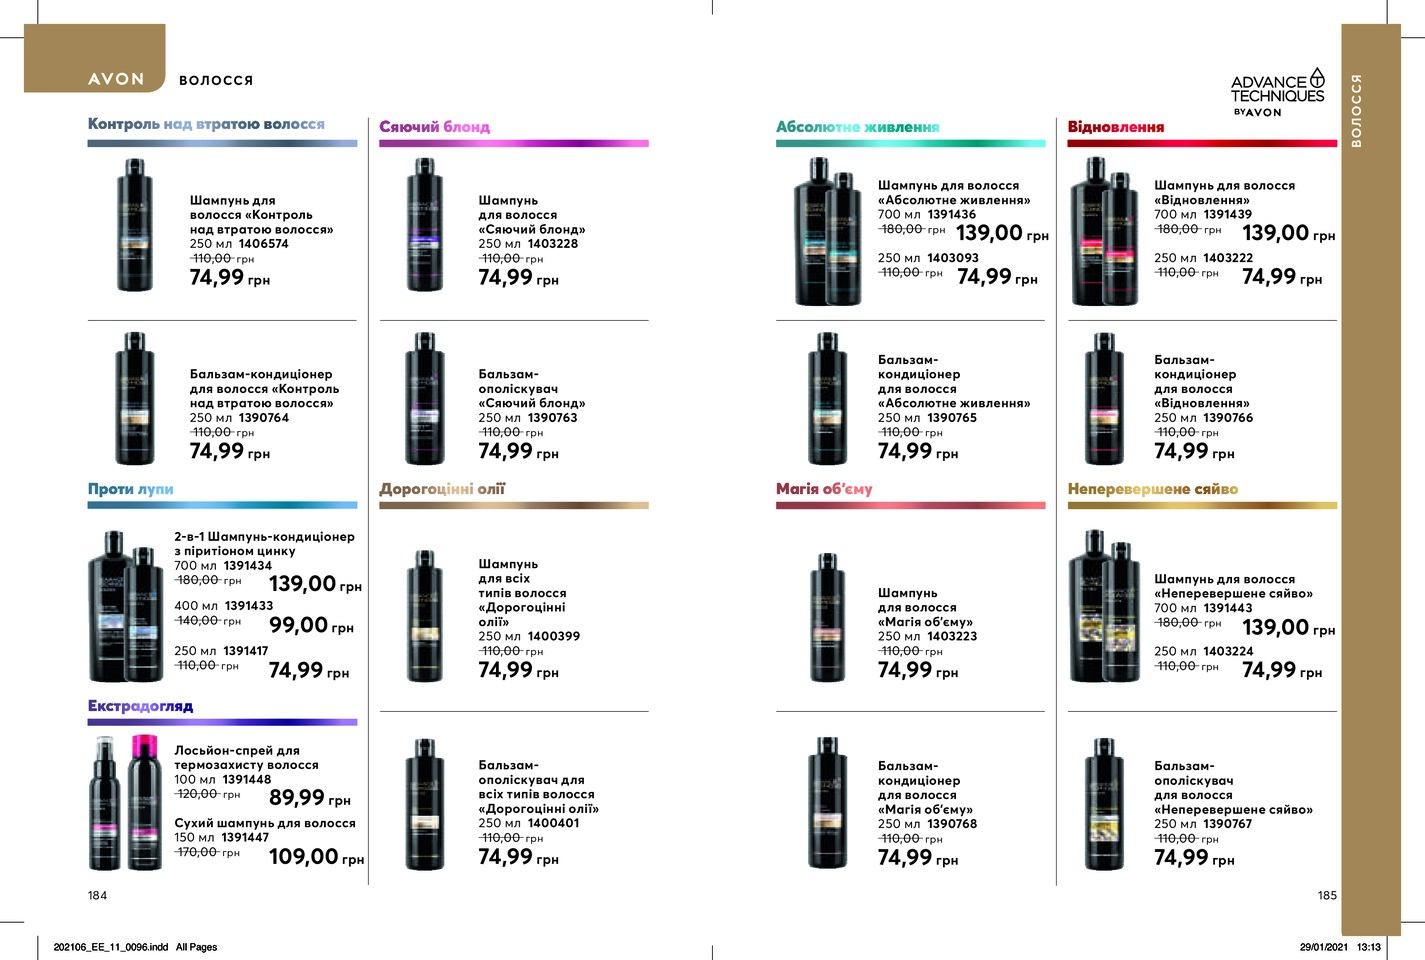 AVON
ВОЛОССЯ
Контроль над втратою волосся
Шампунь для
волосся «Контроль
над втратою волосся»
250 мл 1406574
110,00 грн
74,99 грн
Бальзам-кондиціонер
для волосся «Контроль
над втратою волосся»
250 мл 1390764
110,00 грн
74,99 грн
Сяючий блонд
Шампунь
для волосся
«Сяючий блонд»
250 мл 1403228
110,00 грн
74,99 грн
Бальзам-
ополіскувач
«Сяючий блонд»
250 мл 1390763
110,00 грн
74,99 грн
Проти лупи
2-в-1 Шампунь-кондиціонер
з піритіоном цинку
700 мл 1391434
180,00 грн
139,00 грн
400 мл 1391433
140,00 грн
99,00 грн
250 мл 1391417
110,00 грн
74,99 грн
Екстрадогляд
Лосьйон-спрей для
термозахисту волосся
100 мл 1391448
120,00 грн
89,99 грн
Сухий шампунь для волосся
150 мл 1391447
170,00 грн
109,00 грн
Дорогоцінні олії
Шампунь
для всіх
типів волосся
«Дорогоцінні
олії»
250 мл 1400399
110,00 грн
74,99 грн
Бальзам-
ополіскувач для
всіх типів волосся
«Дорогоцінні олії»
250 мл 1400401
110,00 грн
74,99 грн
184
ADVANCE
TECHNIQUES
BY AVON
ВОЛОССЯ
Абсолютне живлення
Шампунь для волосся
«Абсолютне живлення»
700 мл 1391436
180,00 грн
139,00 грн
250 мл 1403093
110,00 грн
74,99 грн
Бальзам-
кондиціонер
для волосся
«Абсолютне живлення»
250 мл 1390765
110,00 грн
74,99 грн
Відновлення
Шампунь для волосся
«Відновлення»
700 мл 1391439
180,00 грн
139,00 грн
250 мл 1403222
110,00 грн
74,99 грн
Бальзам-
кондиціонер
для волосся
«Відновлення»
250 мл 1390766
110,00 грн
74,99 грн
Магія об’єму
Шампунь
для волосся
«Магія об’єму»
250 мл 1403223
110,00 грн
74,99 грн
Бальзам-
кондиціонер
для волосся
«Магія об’єму»
250 мл 1390768
110,00 грн
74,99 грн
Неперевершене сяйво
Шампунь для волосся
«Неперевершене сяйво»
700 мл 1391443
180,00 грн
139,00 грн
250 мл 1403224
110,00 грн
74,99 грн
Бальзам-
ополіскувач
для волосся
«Неперевершене сяйво»
250 мл 1390767
110,00 грн
74,99 грн
185
202106_EE_11_0096.indd All Pages
29/01/2021 13:13